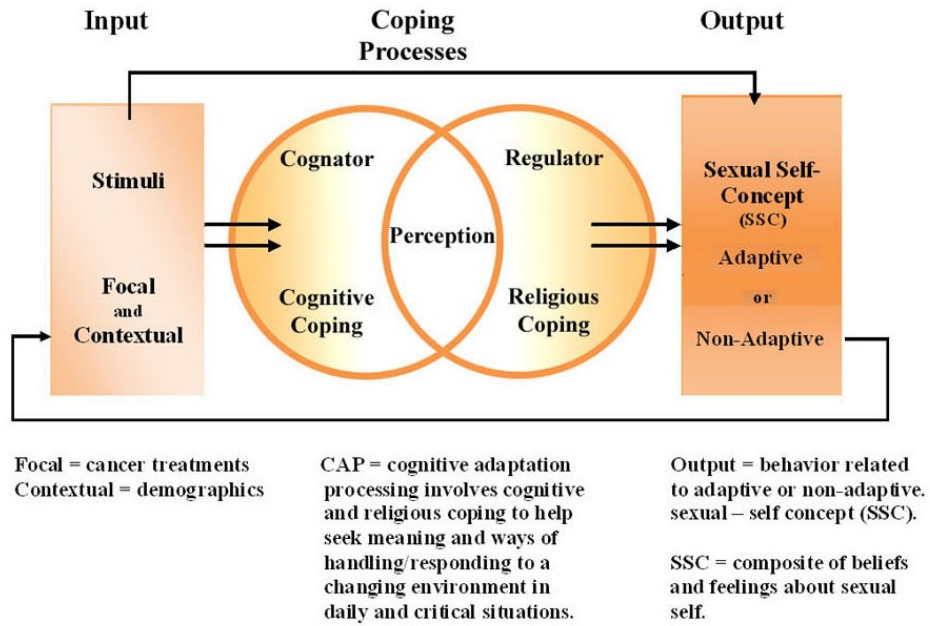 Input
Coping
Processes
Output
Stimuli
Focal
and
Contextual
Cognator
Cognitive
Coping
Perception
Regulator
Religious
Coping
Sexual Self-
Concept
(SSC)
Adaptive
or
Non-Adaptive
Focal = cancer treatments
Contextual = demographics
CAP = cognitive adaptation
processing involves cognitive
and religious coping to help
seek meaning and ways of
handling/responding to a
changing environment in
daily and critical situations.
Output = behavior related
to adaptive or non-adaptive.
sexual – self concept (SSC).
SSC = composite of beliefs
and feelings about sexual
self.